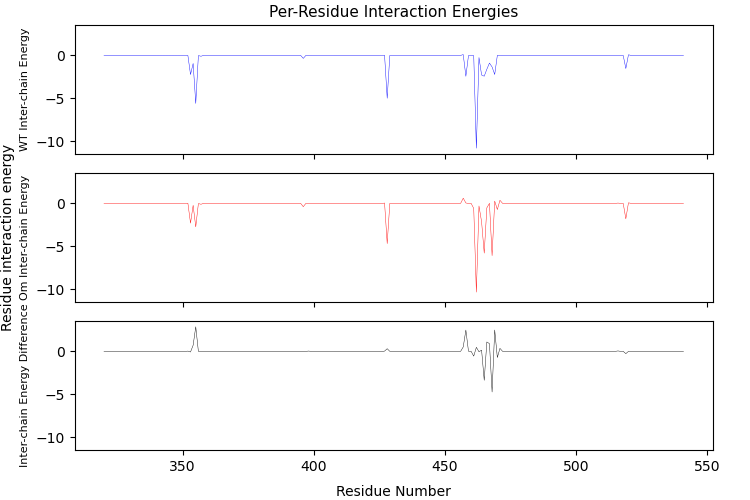 Per-Residue Interaction Energies
WT Inter-chain Energy
0
−5
−10
Residue interaction energy
Om Inter-chain Energy
0
−5
−10
Inter-chain Energy Difference
0
−5
−10
350
400
450
500
550
Residue Number